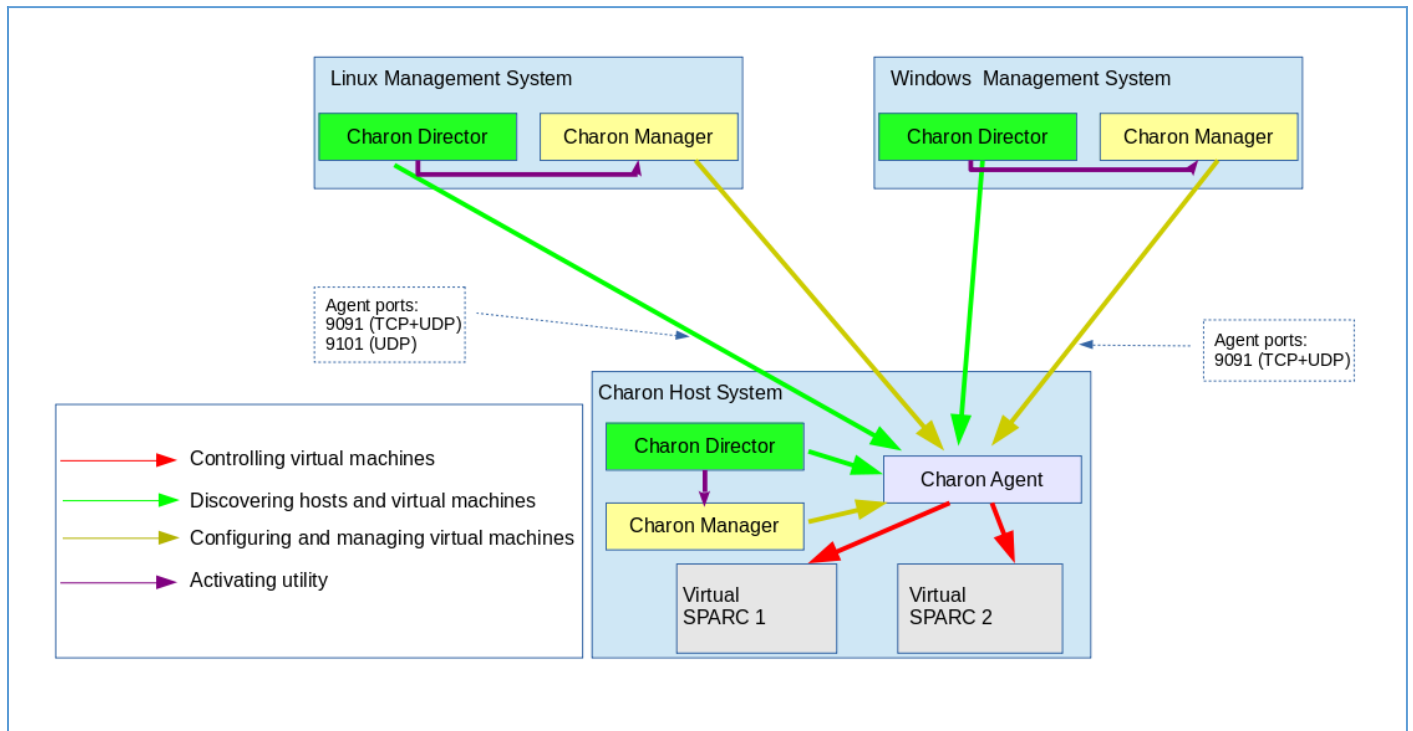 Linux Management System
Charon Director
Charon Manager
Windows  Management System
Charon Director
Charon Manager
Agent ports:
9091 (TCP+UDP)
9101 (UDP)
Agent ports:
9091 (TCP+UDP)
Charon Host System
Charon Director
Charon Agent
Charon Manager
Virtual
SPARC 1
Virtual
SPARC 2
Controlling virtual machines
Discovering hosts and virtual machines
Configuring and managing virtual machines
Activating utility